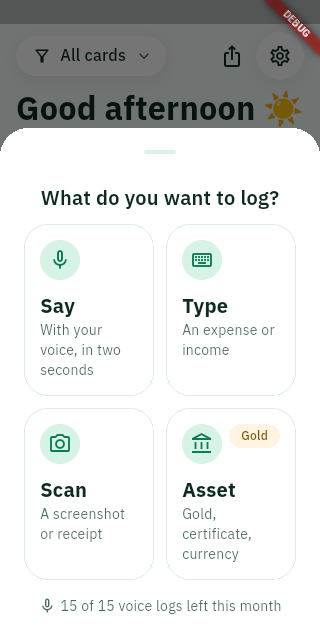 DEBUG
All cards
Good afternoon ☀️
What do you want to log?
Say
With your
voice, in two
seconds
Type
An expense or
income
Scan
A screenshot
or receipt
Gold
Asset
Gold,
certificate,
currency
15 of 15 voice logs left this month